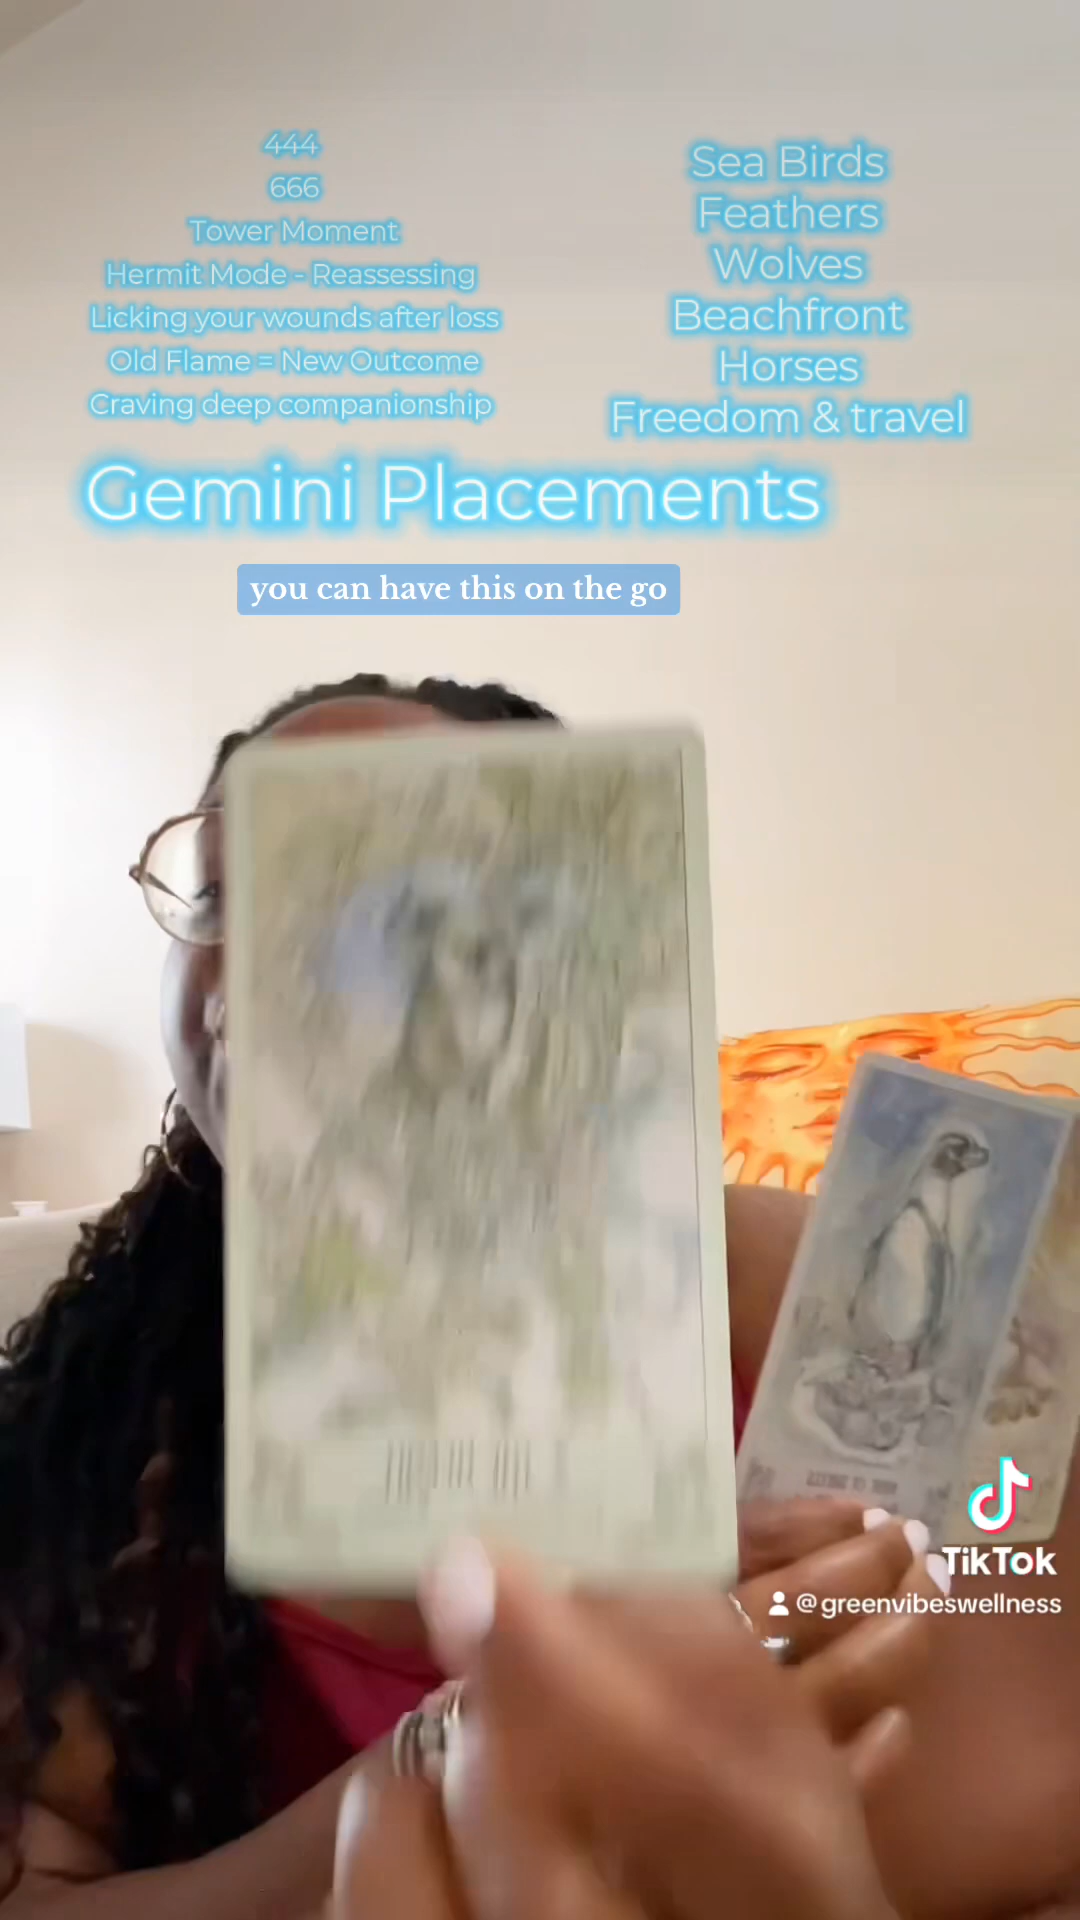 444
666
Tower Moment
Hermit Mode - Reassessing
Licking your wounds after loss
Old Flame = New Outcome
Craving deep companionship
Sea Birds
Feathers
Wolves
Beachfront
Horses
Freedom & travel
Gemini Placements
you can have this on the go
TikTok
@greenvibeswellness